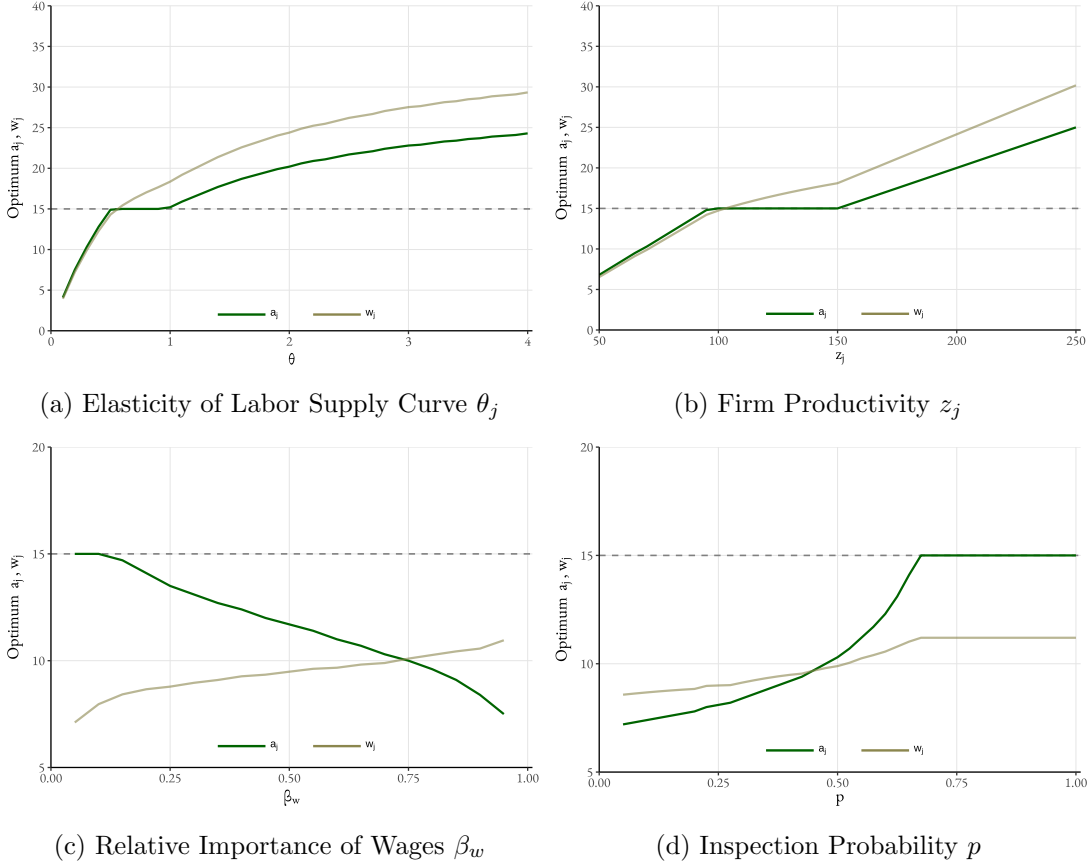 40
35
30
25
20
15
10
5
0
Optimum a_j, w_j
a_j w_j
0 1 2 3 4
θ
(a) Elasticity of Labor Supply Curve θ_j
40
35
30
25
20
15
10
5
0
Optimum a_j, w_j
a_j w_j
50 100 150 200 250
z_j
(b) Firm Productivity z_j
20
15
10
5
Optimum a_j, w_j
a_j w_j
0.00 0.25 0.50 0.75 1.00
β_w
(c) Relative Importance of Wages β_w
20
15
10
5
Optimum a_j, w_j
a_j w_j
0.00 0.25 0.50 0.75 1.00
p
(d) Inspection Probability p